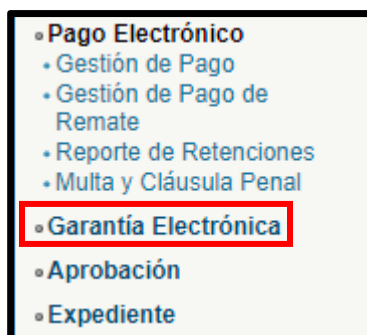 Pago Electrónico
Gestión de Pago
Gestión de Pago de
Remate
Reporte de Retenciones
Multa y Cláusula Penal
Garantía Electrónica
Aprobación
Expediente